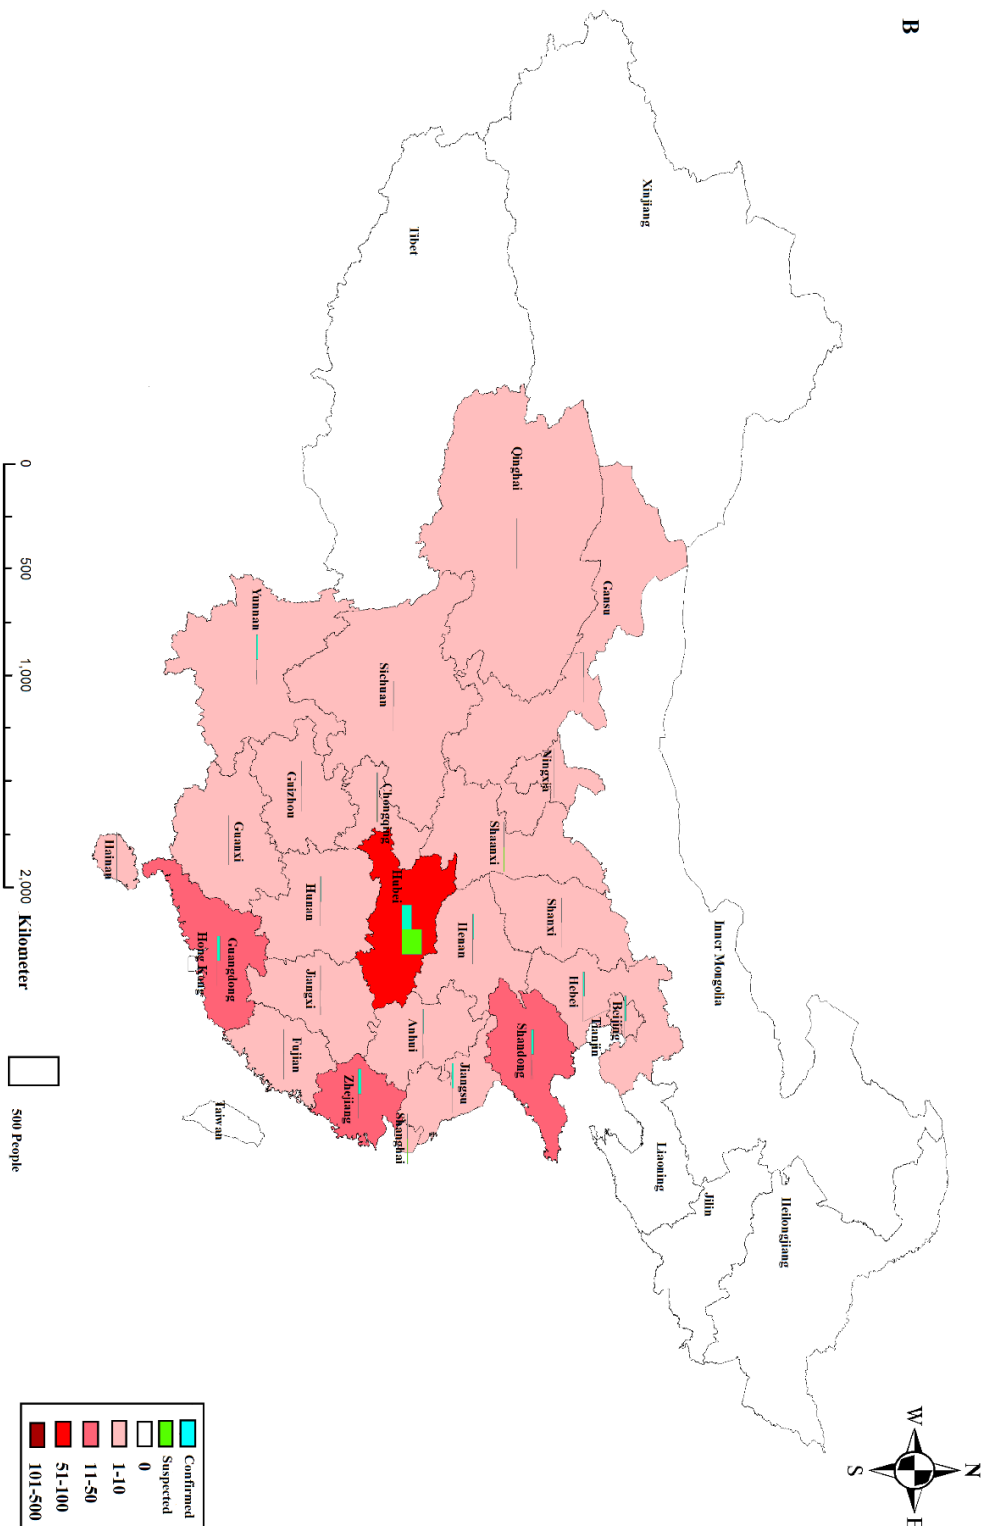 B
N
W
E
S
Xinjiang
Tibet
Qinghai
Gansu
Inner Mongolia
Heilongjiang
Jilin
Liaoning
Ningxia
Shaanxi
Shanxi
Hebei
Beijing
Tianjin
Shandong
Henan
Jiangsu
Anhui
Shanghai
Hubei
Sichuan
Chongqing
Zhejiang
Hunan
Jiangxi
Fujian
Guizhou
Yunnan
Guanxi
Guangdong
Hong Kong
Taiwan
Hainan
0
500
1,000
2,000
Kilometer
500 People
Confirmed
Suspected
0
1-10
11-50
51-100
101-500